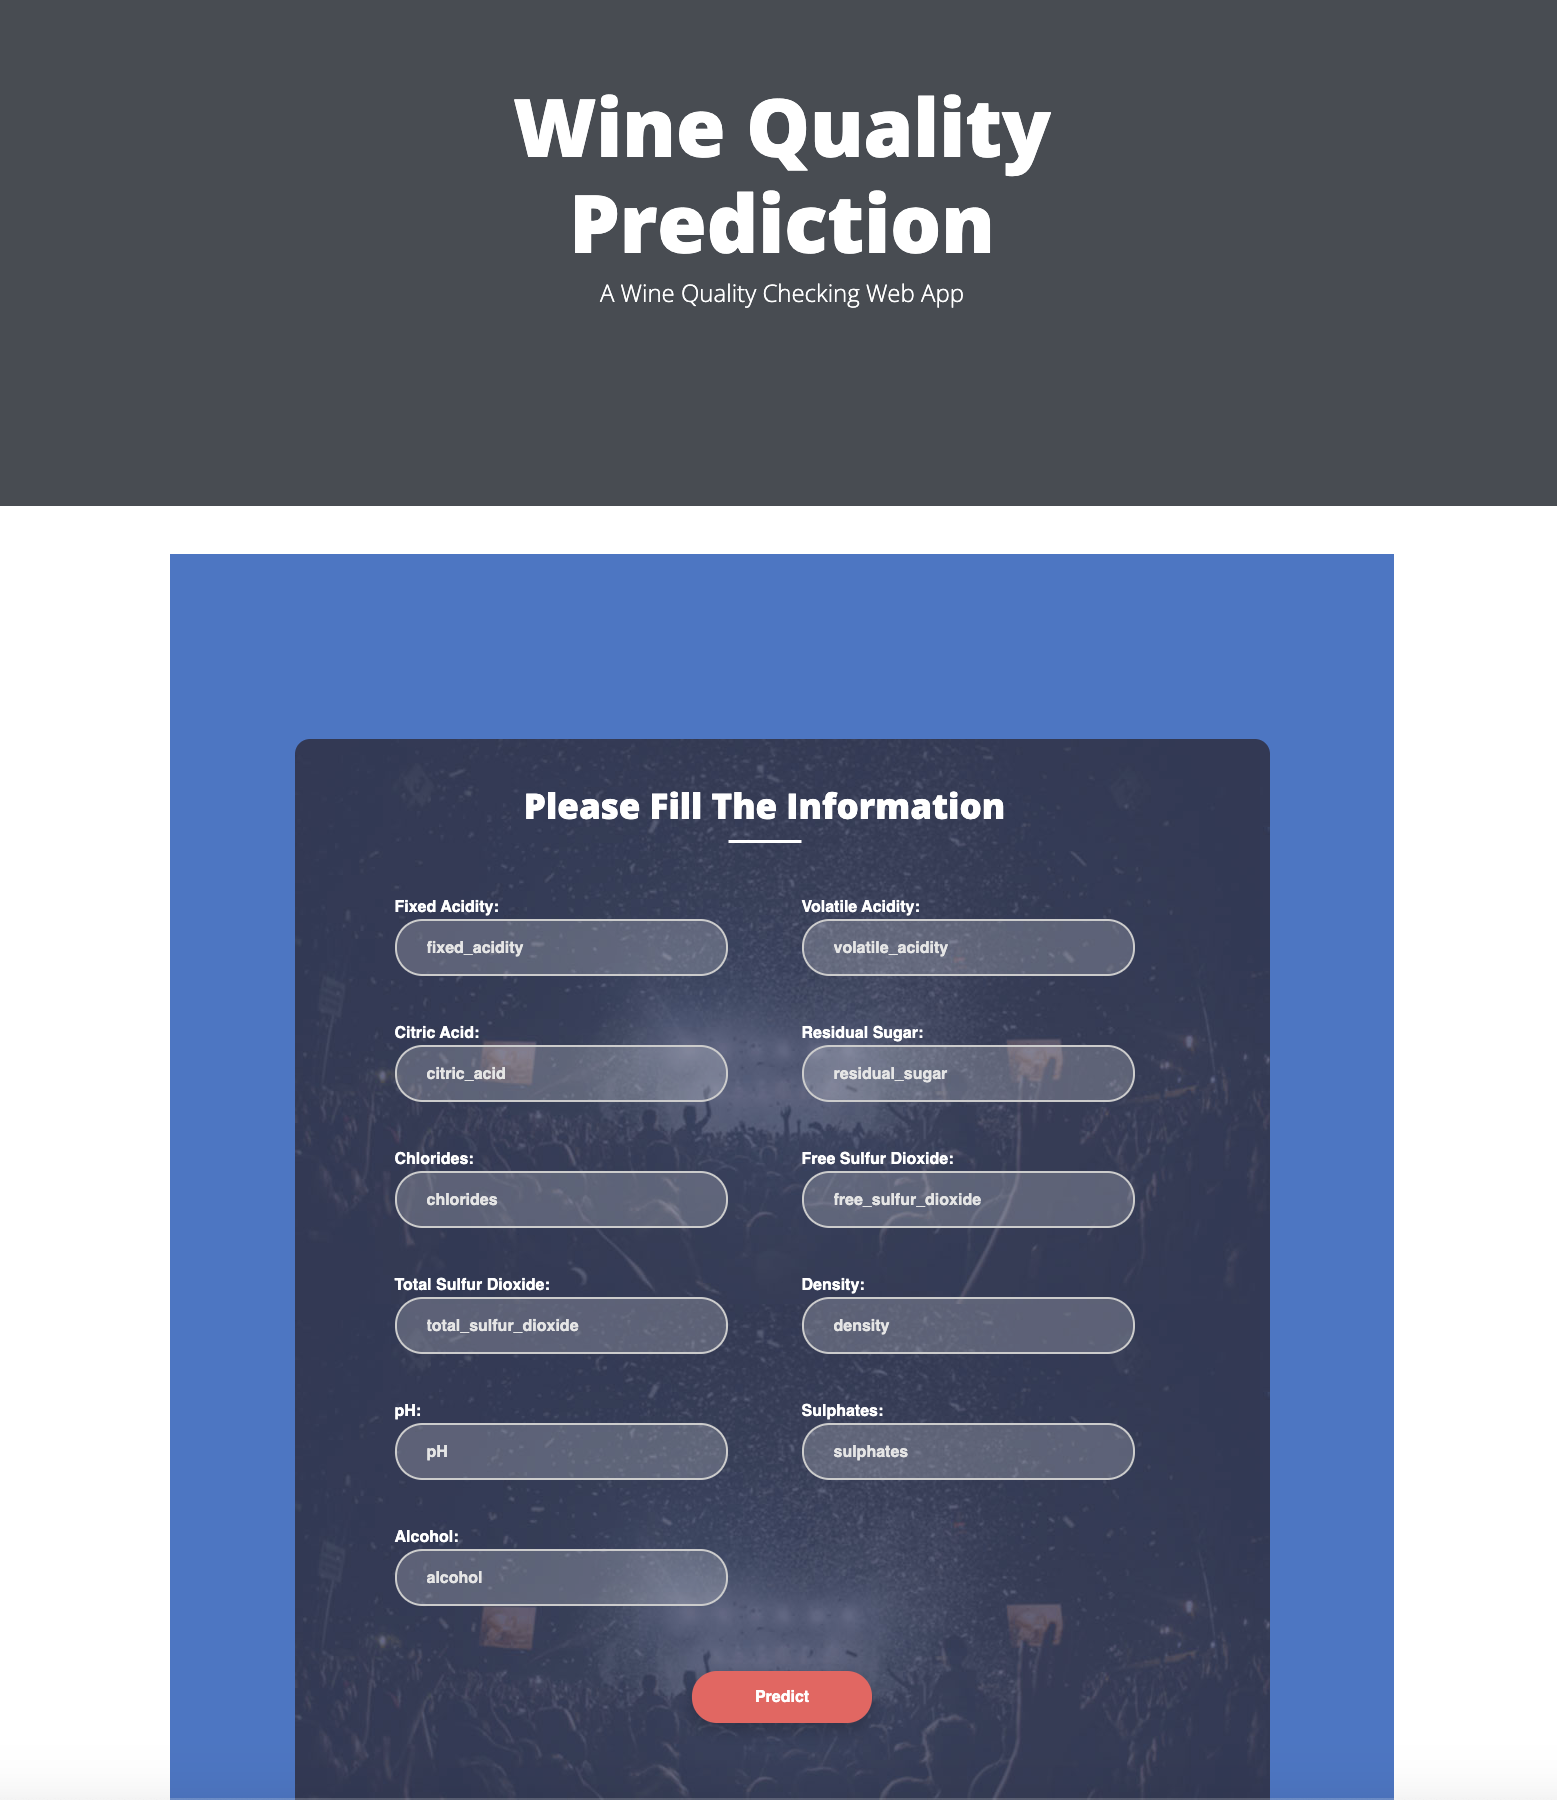 Wine Quality
Prediction
A Wine Quality Checking Web App
Please Fill The Information
Fixed Acidity:
fixed_acidity
Volatile Acidity:
volatile_acidity
Citric Acid:
citric_acid
Residual Sugar:
residual_sugar
Chlorides:
chlorides
Free Sulfur Dioxide:
free_sulfur_dioxide
Total Sulfur Dioxide:
total_sulfur_dioxide
Density:
density
pH:
pH
Sulphates:
sulphates
Alcohol:
alcohol
Predict